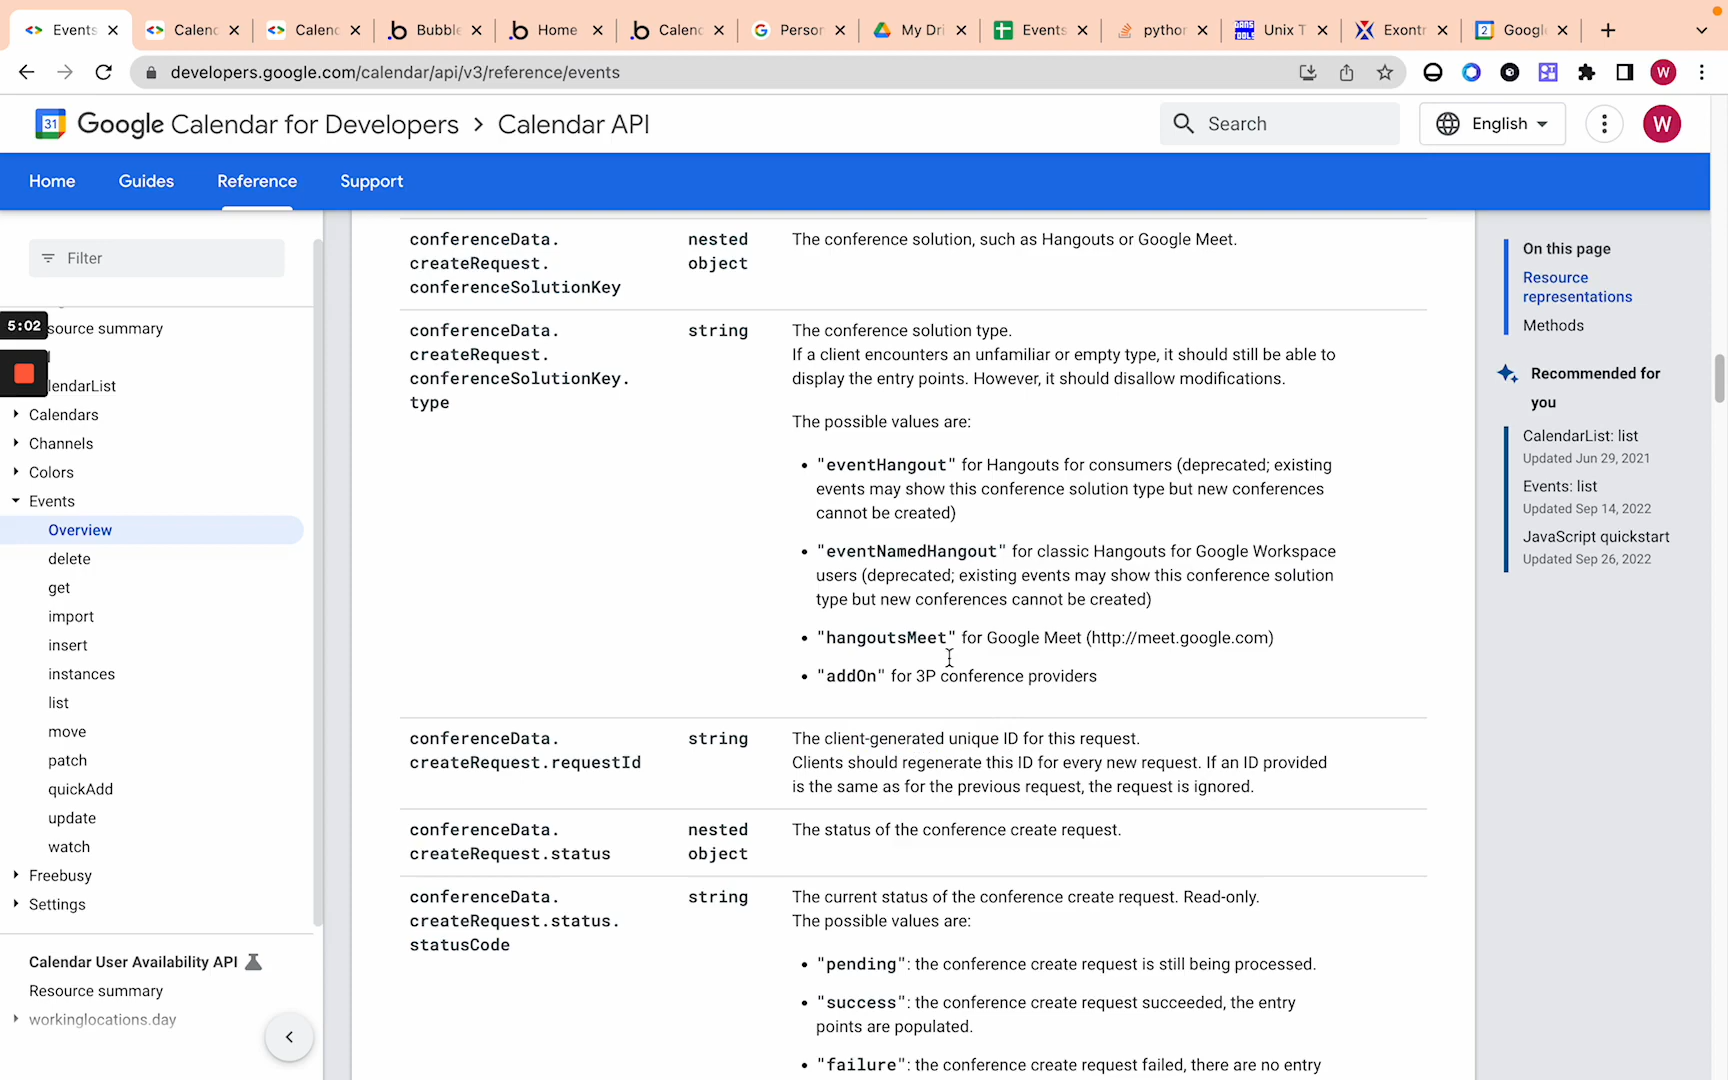 Events
Calenc
Calenc
Bubble
Home
Calenc
Persor
My Dri
Events
python
Unix T
Exontr
Googl
developers.google.com/calendar/api/v3/reference/events
W
Google Calendar for Developers > Calendar API
Search
English
W
Home
Guides
Reference
Support
Filter
source summary
5:02
lendarList
Calendars
Channels
Colors
Events
Overview
delete
get
import
insert
instances
list
move
patch
quickAdd
update
watch
Freebusy
Settings
Calendar User Availability API
Resource summary
workinglocations.day
conferenceData.
createRequest.
conferenceSolutionKey
nested
object
The conference solution, such as Hangouts or Google Meet.
conferenceData.
createRequest.
conferenceSolutionKey.
type
string
The conference solution type.
If a client encounters an unfamiliar or empty type, it should still be able to
display the entry points. However, it should disallow modifications.
The possible values are:
• "eventHangout" for Hangouts for consumers (deprecated; existing
events may show this conference solution type but new conferences
cannot be created)
• "eventNamedHangout" for classic Hangouts for Google Workspace
users (deprecated; existing events may show this conference solution
type but new conferences cannot be created)
• "hangoutsMeet" for Google Meet (http://meet.google.com)
• "addOn" for 3P conference providers
conferenceData.
createRequest.requestId
string
The client-generated unique ID for this request.
Clients should regenerate this ID for every new request. If an ID provided
is the same as for the previous request, the request is ignored.
conferenceData.
createRequest.status
nested
object
The status of the conference create request.
conferenceData.
createRequest.status.
statusCode
string
The current status of the conference create request. Read-only.
The possible values are:
• "pending": the conference create request is still being processed.
• "success": the conference create request succeeded, the entry
points are populated.
• "failure": the conference create request failed, there are no entry
On this page
Resource
representations
Methods
Recommended for
you
CalendarList: list
Updated Jun 29, 2021
Events: list
Updated Sep 14, 2022
JavaScript quickstart
Updated Sep 26, 2022